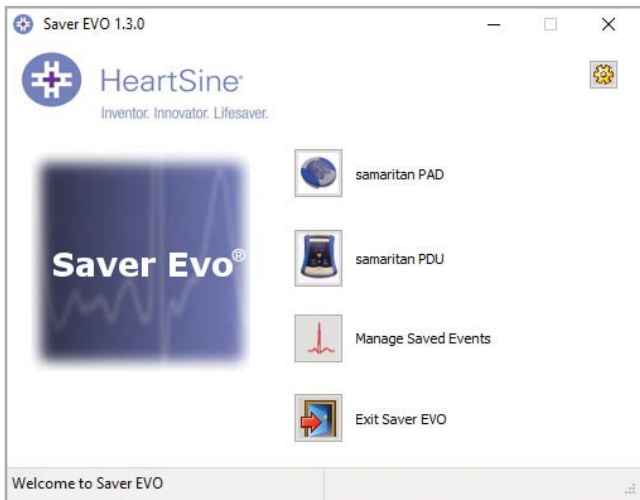 Saver EVO 1.3.0
HeartSine®
Inventor. Innovator. Lifesaver.
samaritan PAD
Saver Evo®
samaritan PDU
Manage Saved Events
Exit Saver EVO
Welcome to Saver EVO